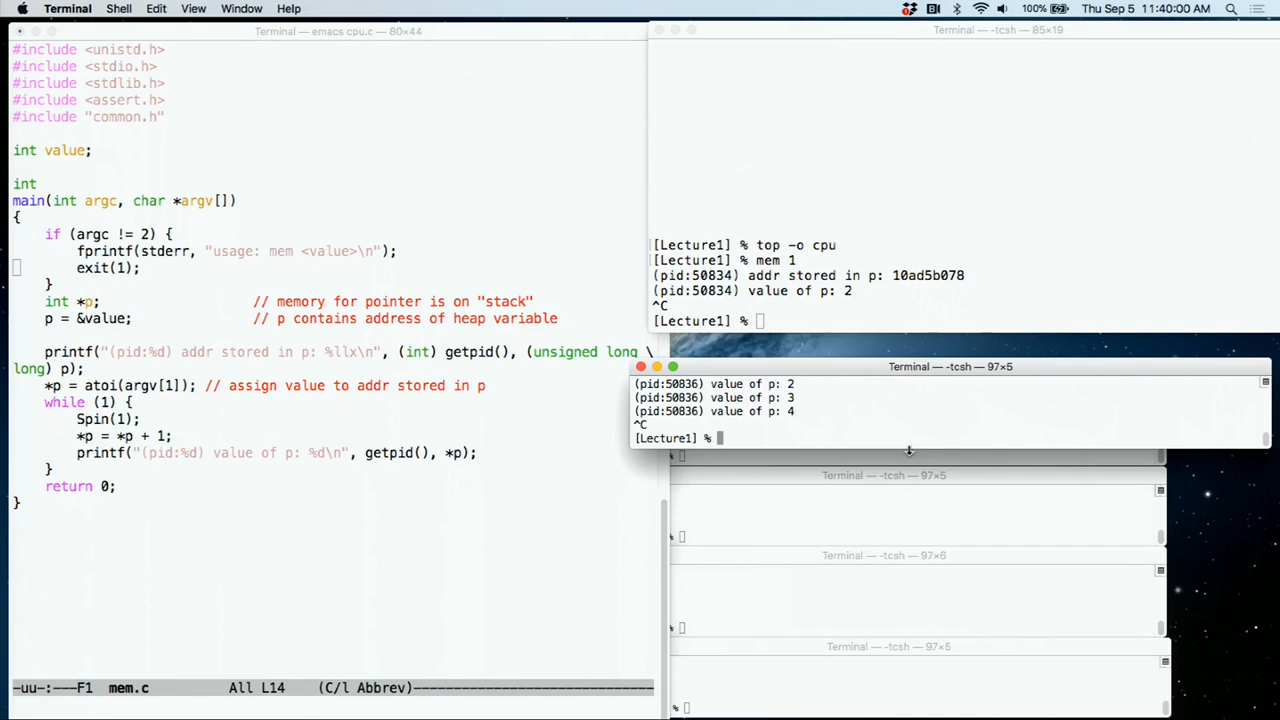 Terminal Shell Edit View Window Help 100% Thu Sep 5 11:40:00 AM
Terminal — emacs cpu.c — 80×44
#include <unistd.h>
#include <stdio.h>
#include <stdlib.h>
#include <assert.h>
#include "common.h"
int value;
int
main(int argc, char *argv[])
{
if (argc != 2) {
fprintf(stderr, "usage: mem <value>\n");
exit(1);
}
int *p; // memory for pointer is on "stack"
p = &value; // p contains address of heap variable
printf("(pid:%d) addr stored in p: %llx\n", (int) getpid(), (unsigned long \
long) p);
*p = atoi(argv[1]); // assign value to addr stored in p
while (1) {
Spin(1);
*p = *p + 1;
printf("(pid:%d) value of p: %d\n", getpid(), *p);
}
return 0;
}
-uu-:---F1 mem.c All L14 (C/l Abbrev)------------------------------
Terminal — -tcsh — 85×19
[Lecture1] % top -o cpu
[Lecture1] % mem 1
(pid:50834) addr stored in p: 10ad5b078
(pid:50834) value of p: 2
^C
[Lecture1] %
Terminal — -tcsh — 97×5
(pid:50836) value of p: 2
(pid:50836) value of p: 3
(pid:50836) value of p: 4
^C
[Lecture1] %
%
Terminal — -tcsh — 97×5
%
Terminal — -tcsh — 97×6
%
Terminal — -tcsh — 97×5
%